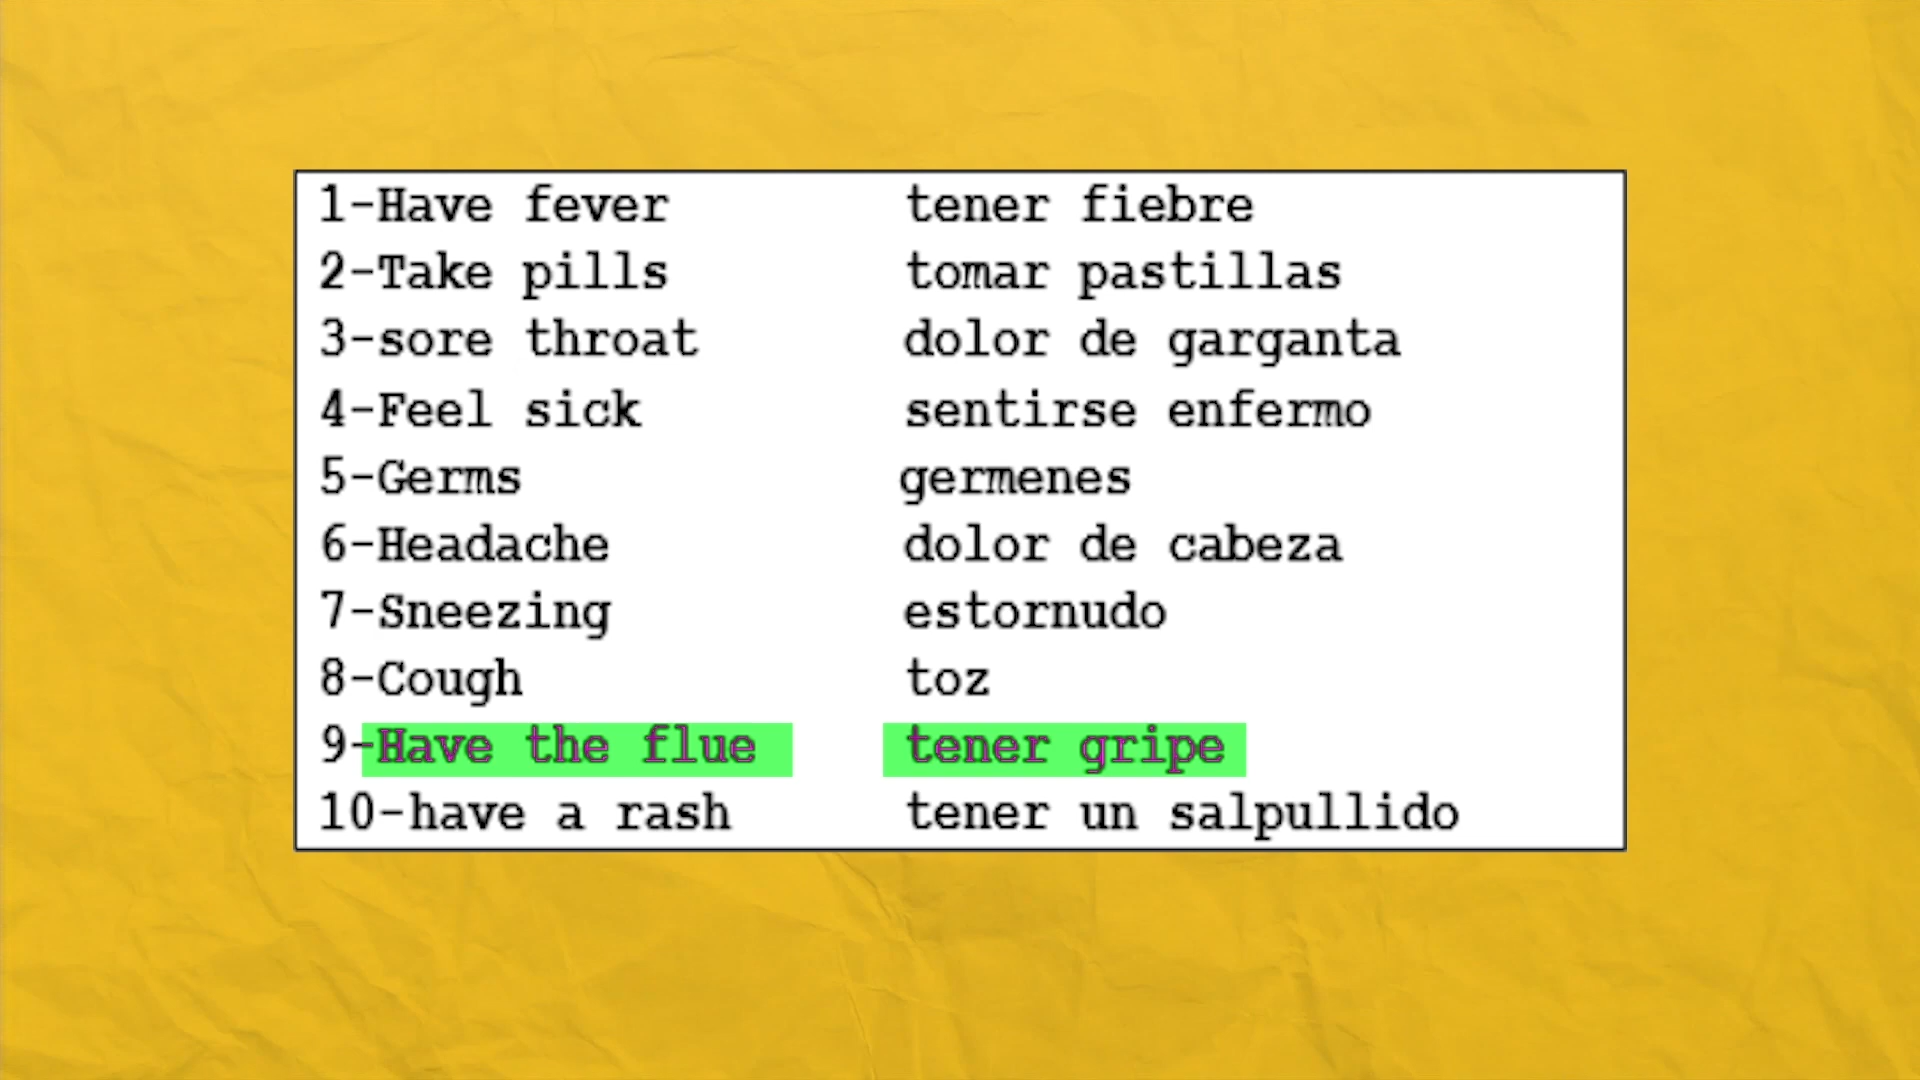 1-Have fever tener fiebre
2-Take pills tomar pastillas
3-sore throat dolor de garganta
4-Feel sick sentirse enfermo
5-Germs germenes
6-Headache dolor de cabeza
7-Sneezing estornudo
8-Cough toz
9-Have the flue tener gripe
10-have a rash tener un salpullido